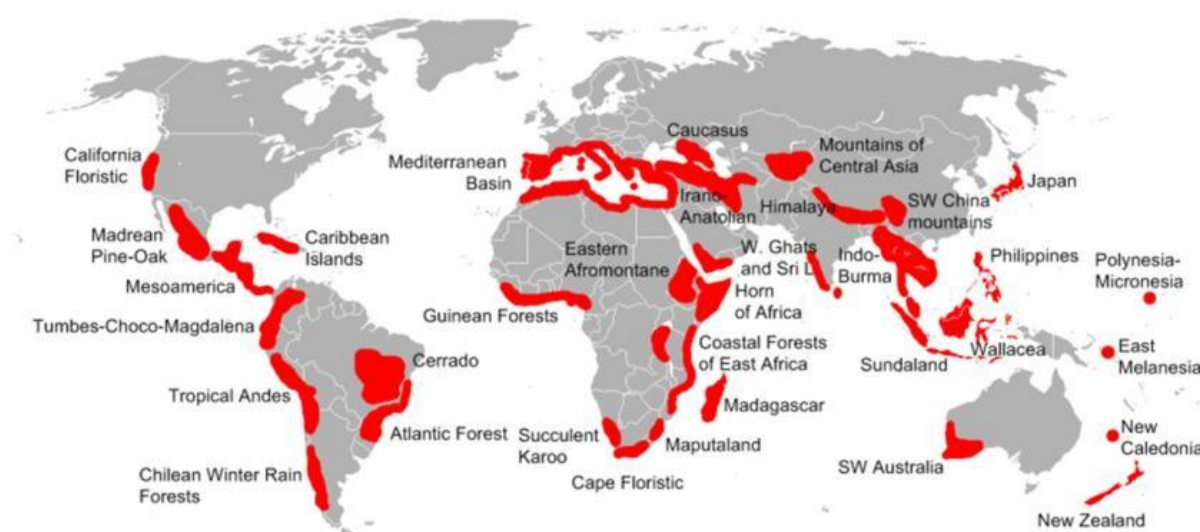 California
Floristic
Madrean
Pine-Oak
Mesoamerica
Caribbean
Islands
Tumbes-Choco-Magdalena
Tropical Andes
Cerrado
Atlantic Forest
Chilean Winter Rain
Forests
Mediterranean
Basin
Caucasus
Irano-
Anatolian
Mountains of
Central Asia
Himalaya
SW China
mountains
Japan
Eastern
Afromontane
W. Ghats
and Sri L
Horn
of Africa
Indo-
Burma
Philippines
Polynesia-
Micronesia
Guinean Forests
Coastal Forests
of East Africa
Madagascar
Succulent
Karoo
Maputaland
Cape Floristic
Sundaland
Wallacea
East
Melanesia
SW Australia
New
Caledonia
New Zealand